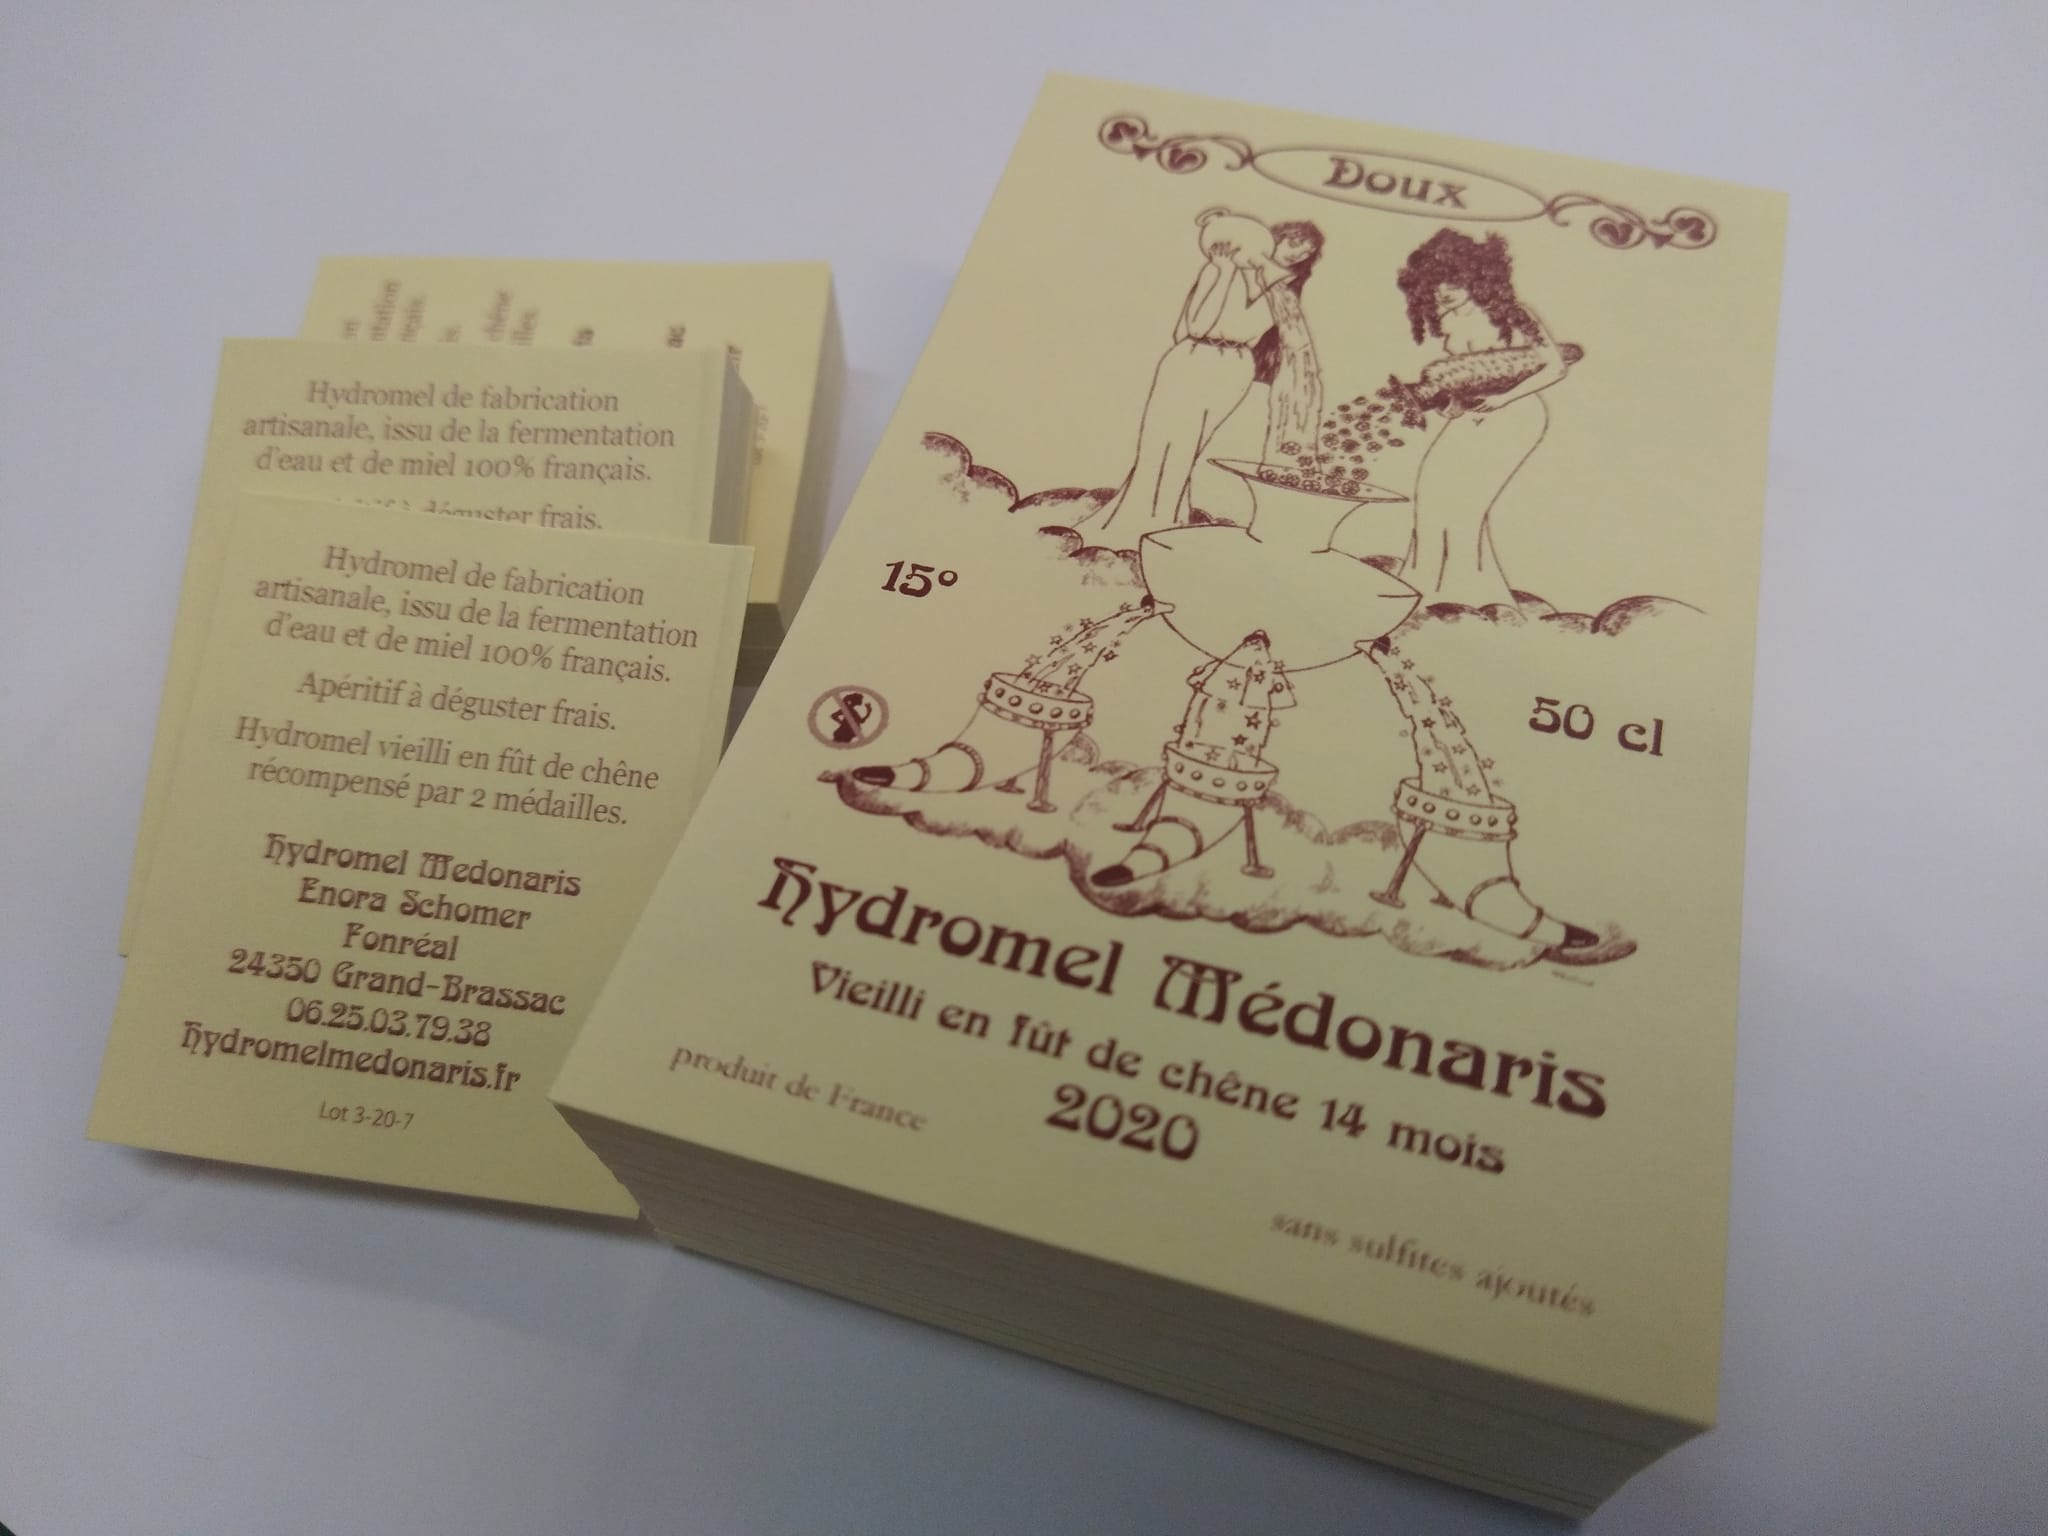 Hydromel de fabrication
artisanale, issu de la fermentation
d'eau et de miel 100% français.
à déguster frais.
Hydromel de fabrication
artisanale, issu de la fermentation
d'eau et de miel 100% français.
Apéritif à déguster frais.
Hydromel vieilli en fût de chêne
récompensé par 2 médailles.
Hydromel Medonaris
Enora Schomer
Fonréal
24350 Grand-Brassac
06.25.03.79.38
Hydromelmedonaris.fr
Lot 3-20-7
Doux
15°
50 cl
Hydromel Médonaris
Vieilli en fût de chêne 14 mois
2020
produit de France
sans sulfites ajoutés